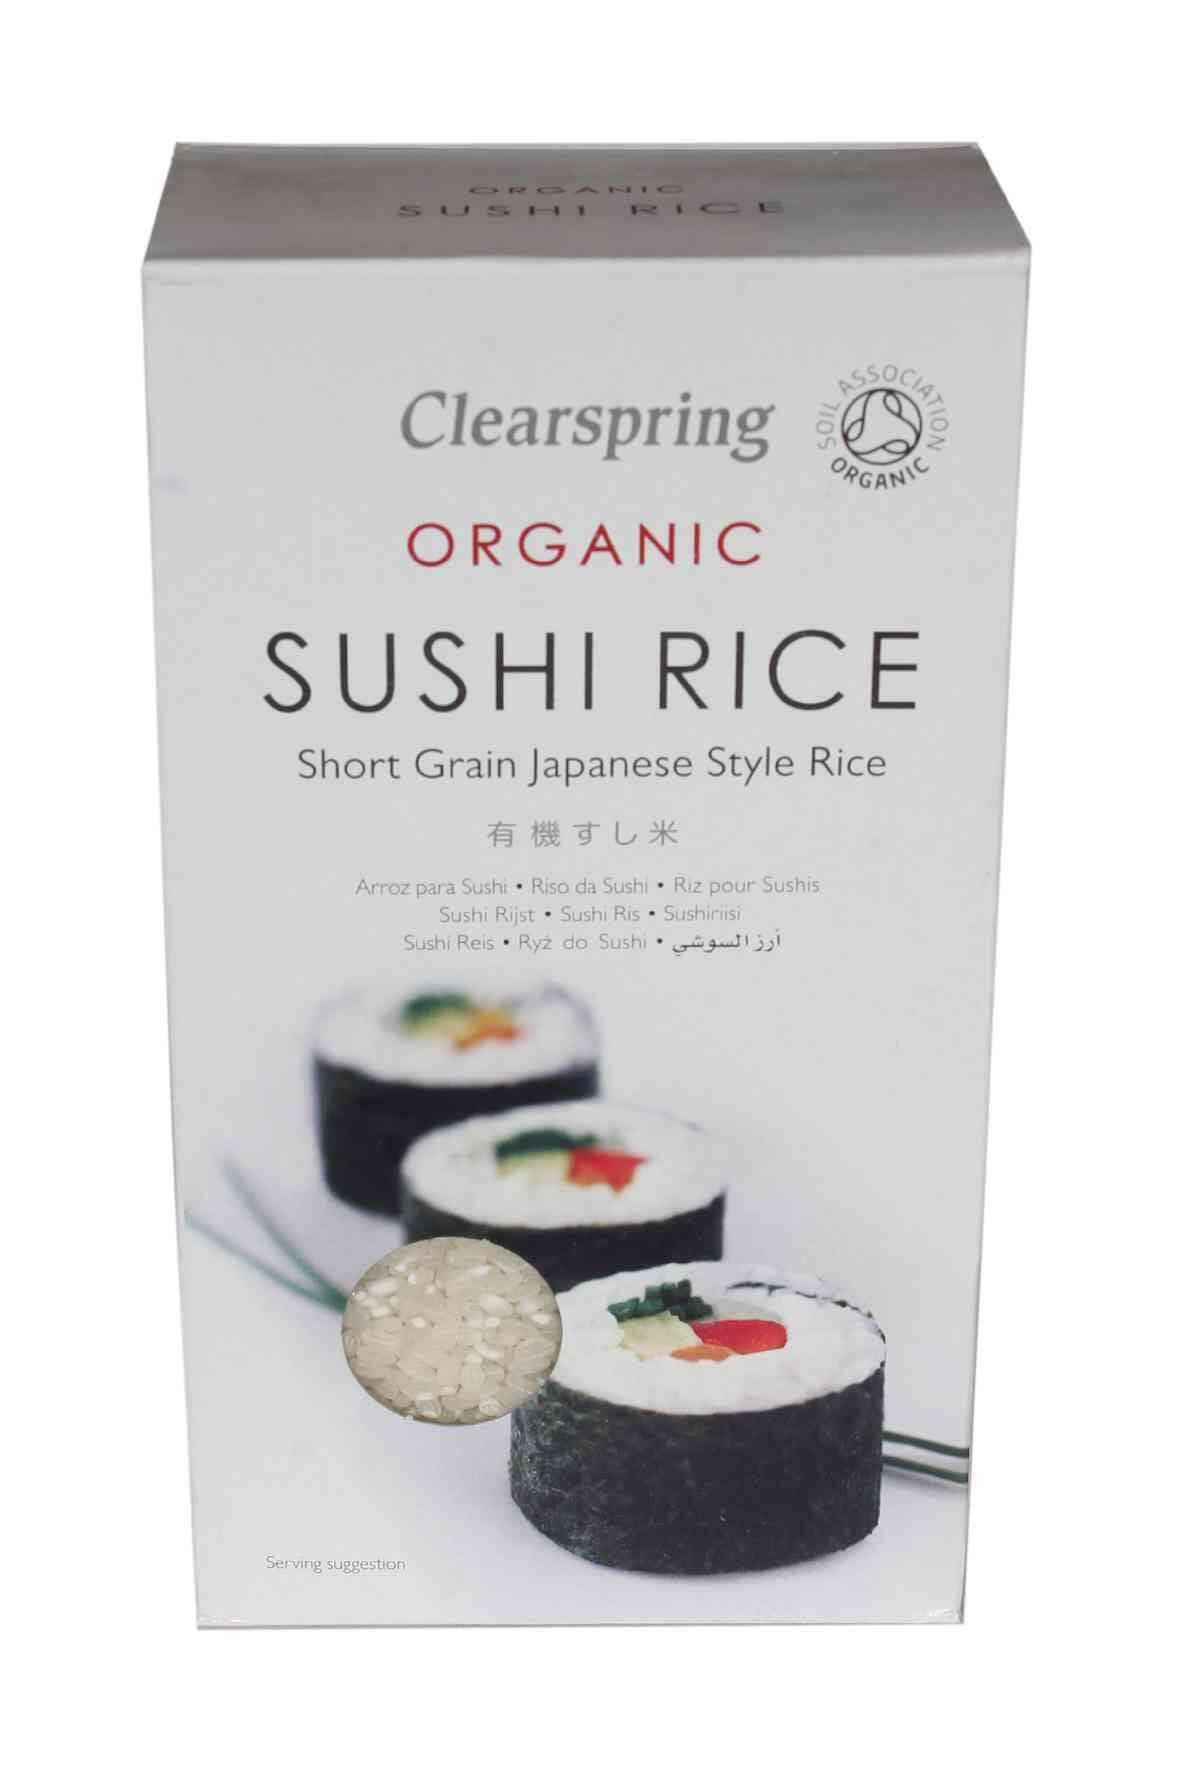 ORGANIC
SUSHI RICE
Clearspring
SOIL ASSOCIATION
ORGANIC
ORGANIC
SUSHI RICE
Short Grain Japanese Style Rice
有機すし米
Arroz para Sushi • Riso da Sushi • Riz pour Sushis
Sushi Rijst • Sushi Ris • Sushiriisi
Sushi Reis • Ryż do Sushi • أرز السوشي
Serving suggestion